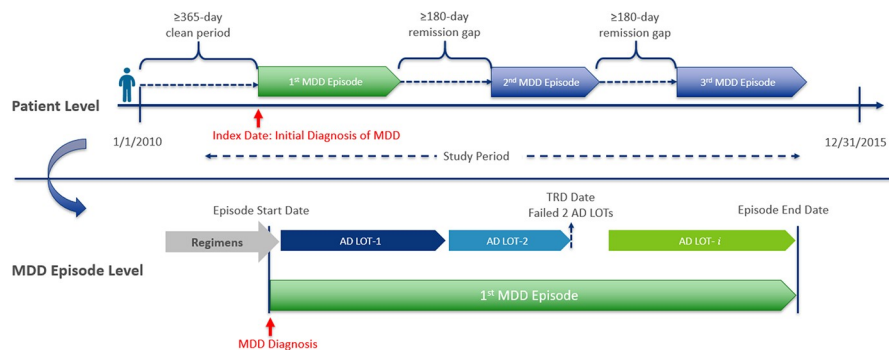 ≥365-day
clean period
≥180-day
remission gap
≥180-day
remission gap
1st MDD Episode
2nd MDD Episode
3rd MDD Episode
Patient Level
Index Date: Initial Diagnosis of MDD
1/1/2010
12/31/2015
Study Period
TRD Date
Failed 2 AD LOTs
Episode Start Date
Episode End Date
Regimens
AD LOT-1
AD LOT-2
AD LOT- i
MDD Episode Level
1st MDD Episode
MDD Diagnosis